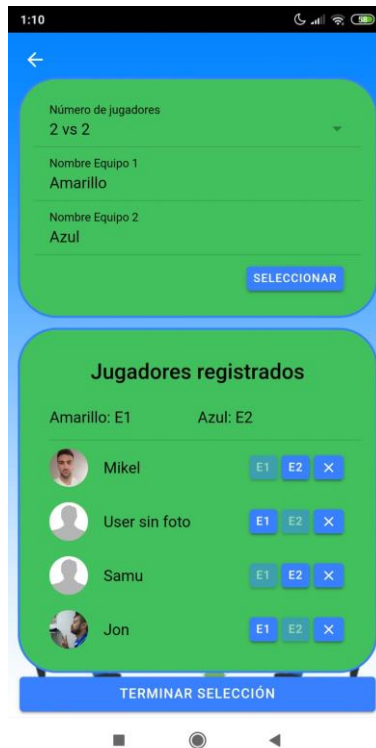 1:10
58
Número de jugadores
2 vs 2
Nombre Equipo 1
Amarillo
Nombre Equipo 2
Azul
SELECCIONAR
Jugadores registrados
Amarillo: E1 Azul: E2
Mikel E1 E2 ×
User sin foto E1 E2 ×
Samu E1 E2 ×
Jon E1 E2 ×
TERMINAR SELECCIÓN